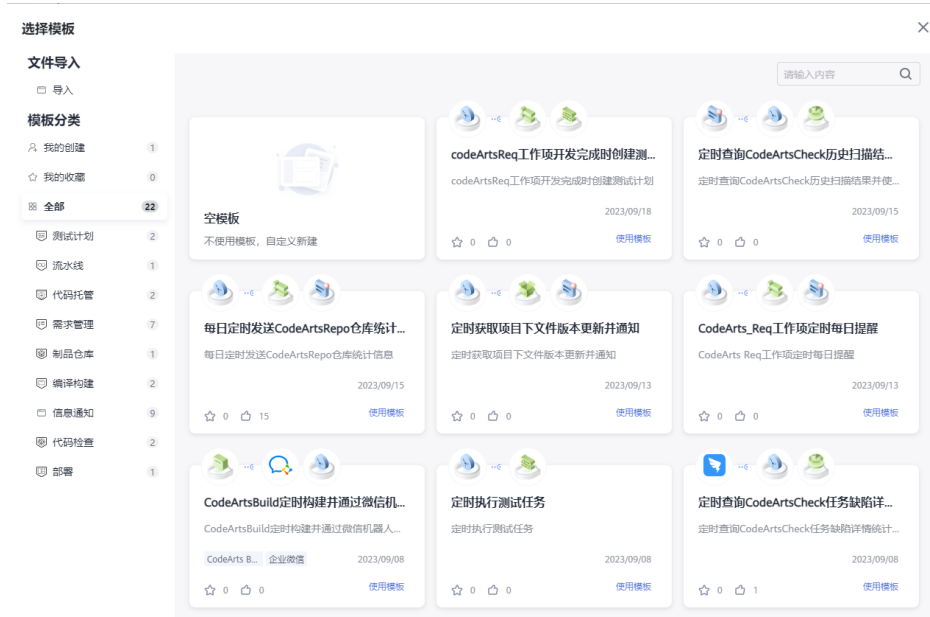 选择模板
文件导入
导入
模板分类
我的创建 1
我的收藏 0
全部 22
测试计划 2
流水线 1
代码托管 2
需求管理 7
制品仓库 1
编译构建 2
信息通知 9
代码检查 2
部署 1
请输入内容
空模板
不使用模板，自定义新建
codeArtsReq工作项开发完成时创建测...
codeArtsReq工作项开发完成时创建测试计划
2023/09/18
0 0 使用模板
定时查询CodeArtsCheck历史扫描结...
定时查询CodeArtsCheck历史扫描结果并使...
2023/09/15
0 0 使用模板
每日定时发送CodeArtsRepo仓库统计...
每日定时发送CodeArtsRepo仓库统计信息
2023/09/15
0 15 使用模板
定时获取项目下文件版本更新并通知
定时获取项目下文件版本更新并通知
2023/09/13
0 0 使用模板
CodeArts_Req工作项定时每日提醒
CodeArts Req工作项定时每日提醒
2023/09/13
0 0 使用模板
CodeArtsBuild定时构建并通过微信机...
CodeArtsBuild定时构建并通过微信机器人...
CodeArts B... 企业微信 2023/09/08
0 0 使用模板
定时执行测试任务
定时执行测试任务
2023/09/08
0 0 使用模板
定时查询CodeArtsCheck任务缺陷详...
定时查询CodeArtsCheck任务缺陷详情统计...
2023/09/08
0 1 使用模板